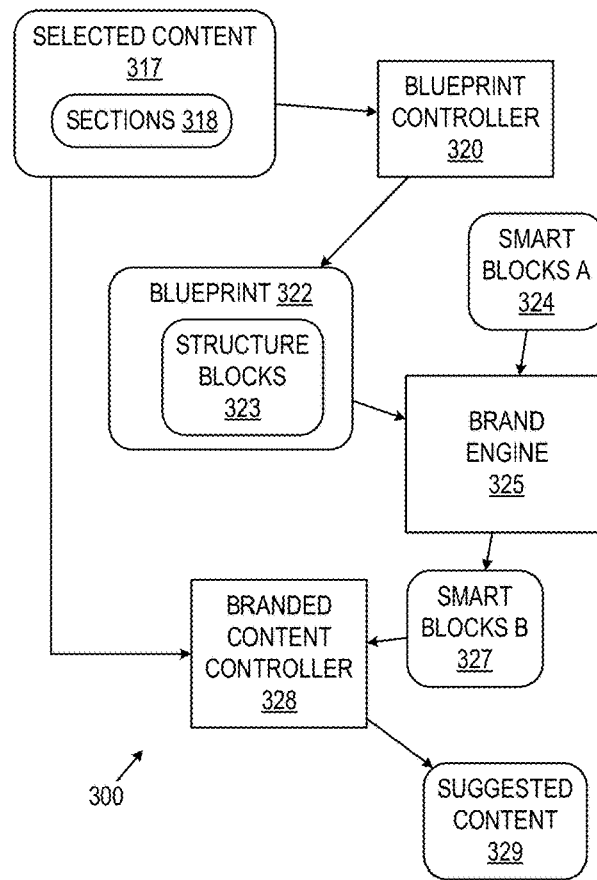 SELECTED CONTENT
317
SECTIONS 318
BLUEPRINT
CONTROLLER
320
SMART
BLOCKS A
324
BLUEPRINT 322
STRUCTURE
BLOCKS
323
BRAND
ENGINE
325
BRANDED
CONTENT
CONTROLLER
328
SMART
BLOCKS B
327
300
SUGGESTED
CONTENT
329